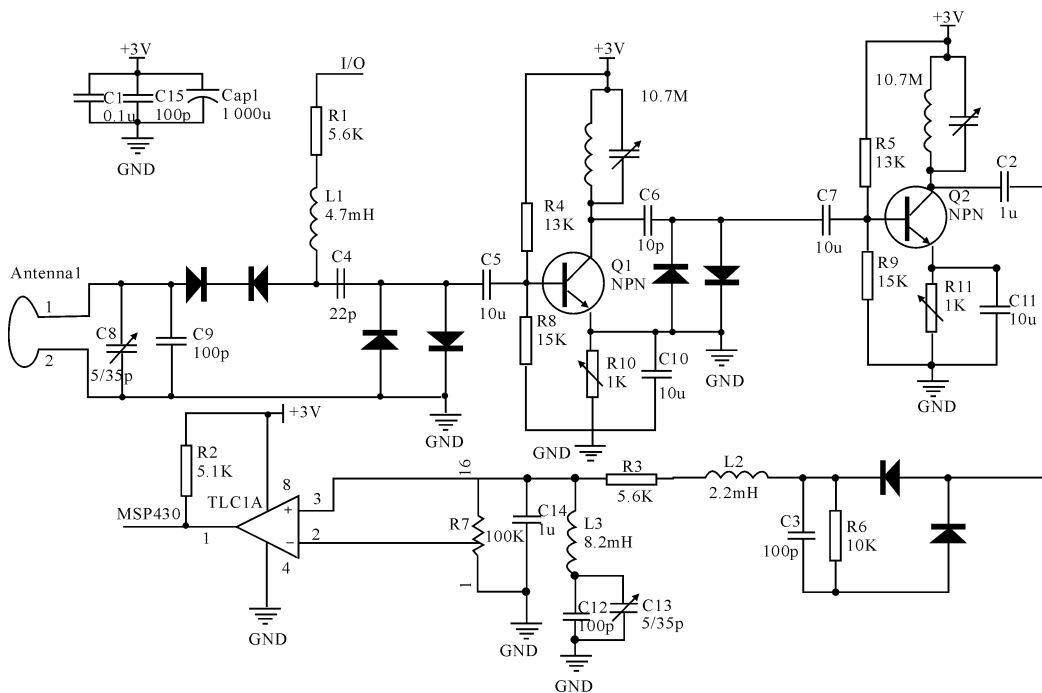 +3V
C1
0.1u
C15
100p
Cap1
1 000u
GND
I/O
R1
5.6K
L1
4.7mH
Antenna1
1
2
C8
5/35p
C9
100p
C4
22p
GND
C5
10u
+3V
10.7M
R4
13K
Q1
NPN
R8
15K
R10
1K
C10
10u
GND
C6
10p
GND
C7
10u
+3V
10.7M
R5
13K
Q2
NPN
C2
1u
R9
15K
R11
1K
C11
10u
GND
+3V
R2
5.1K
MSP430
TLC1A
8
3
+
1
2
−
4
GND
16
R7
100K
1
C14
1u
GND
L3
8.2mH
C12
100p
C13
5/35p
GND
R3
5.6K
L2
2.2mH
C3
100p
R6
10K